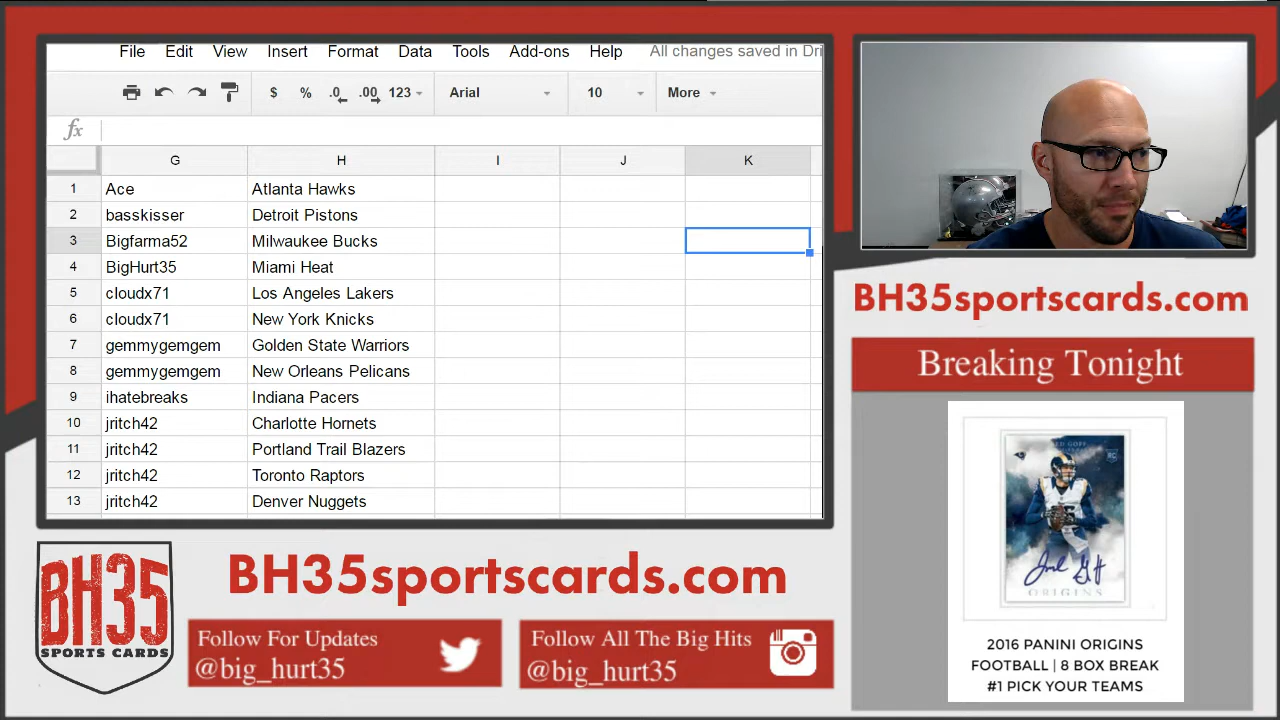 File Edit View Insert Format Data Tools Add-ons Help All changes saved in Dri
$ % .0 .00 123 Arial 10 More
fx
G H I J K
1 Ace Atlanta Hawks
2 basskisser Detroit Pistons
3 Bigfarma52 Milwaukee Bucks
4 BigHurt35 Miami Heat
5 cloudx71 Los Angeles Lakers
6 cloudx71 New York Knicks
7 gemmygemgem Golden State Warriors
8 gemmygemgem New Orleans Pelicans
9 ihatebreaks Indiana Pacers
10 jritch42 Charlotte Hornets
11 jritch42 Portland Trail Blazers
12 jritch42 Toronto Raptors
13 jritch42 Denver Nuggets
BH35sportscards.com
Breaking Tonight
ORIGINS
2016 PANINI ORIGINS
FOOTBALL | 8 BOX BREAK
#1 PICK YOUR TEAMS
BH35
SPORTS CARDS
BH35sportscards.com
Follow For Updates
@big_hurt35
Follow All The Big Hits
@big_hurt35